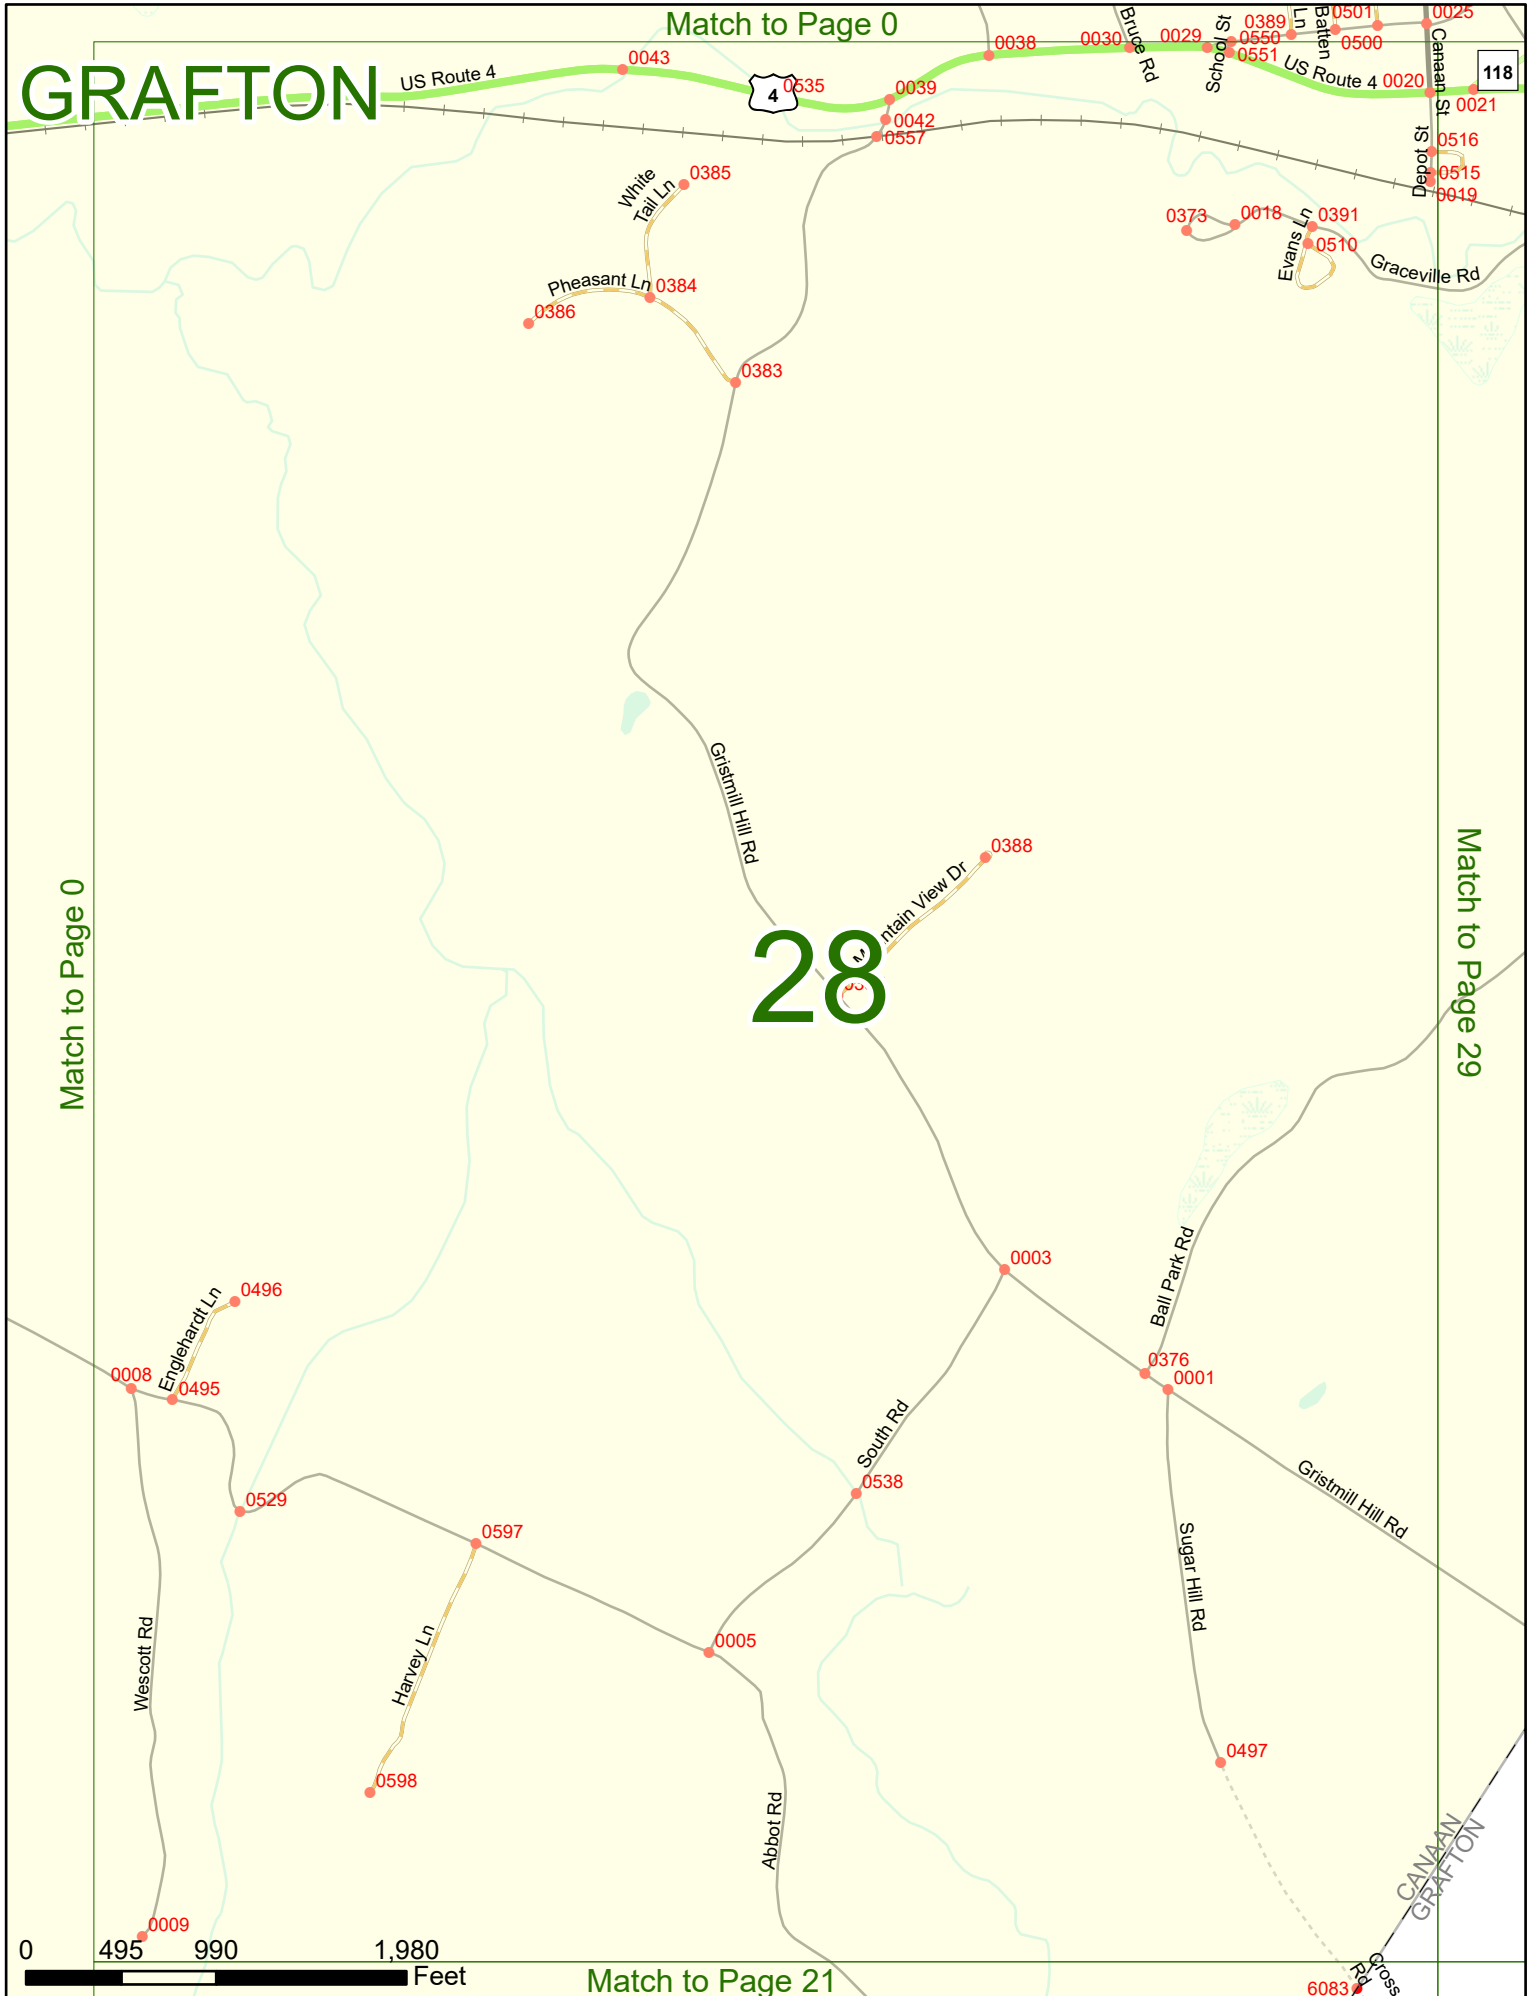 Match to Page 0
GRAFTON
US Route 4
0043
4
0535
0039
0042
0557
0038
Bruce Rd
0030
0029
School St
0389
0550
0551
Ln
Batten
0501
0500
0025
Canaan St
US Route 4
0020
0021
118
0516
0515
0019
Depot St
White
Tail Ln
0385
0373
0018
Evans Ln
0391
0510
Graceville Rd
Pheasant Ln
0384
0386
0383
Gristmill Hill Rd
0388
ntain View Dr
28
Match to Page 0
Match to Page 29
0003
Ball Park Rd
0376
0001
Englehardt Ln
0496
0008
0495
South Rd
0538
Gristmill Hill Rd
0529
0597
Sugar Hill Rd
Wescott Rd
Harvey Ln
0005
0497
0598
Abbot Rd
CANAAN
GRAFTON
0009
0
495
990
1,980
Feet
Match to Page 21
Cross
Rd
6083